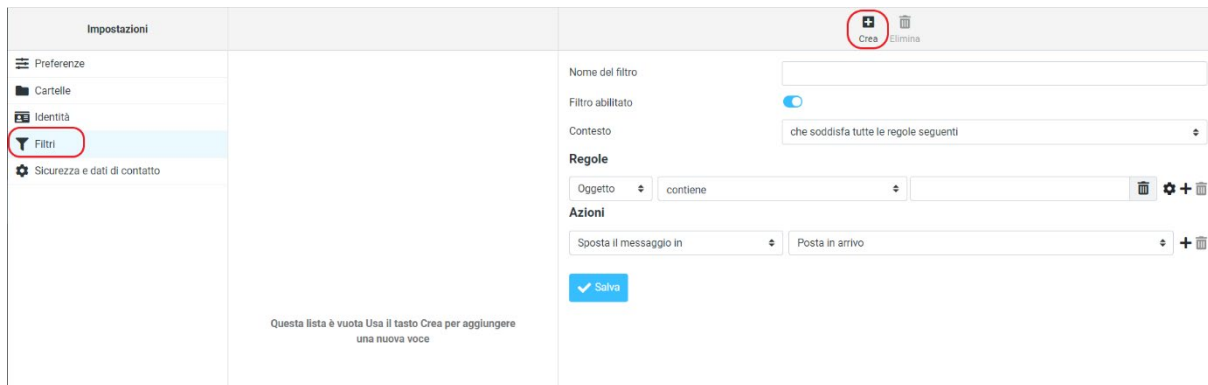 Impostazioni
Crea
Elimina
Preferenze
Cartelle
Identità
Filtri
Sicurezza e dati di contatto
Questa lista è vuota Usa il tasto Crea per aggiungere
una nuova voce
Nome del filtro
Filtro abilitato
Contesto
che soddisfa tutte le regole seguenti
Regole
Oggetto
contiene
Azioni
Sposta il messaggio in
Posta in arrivo
Salva